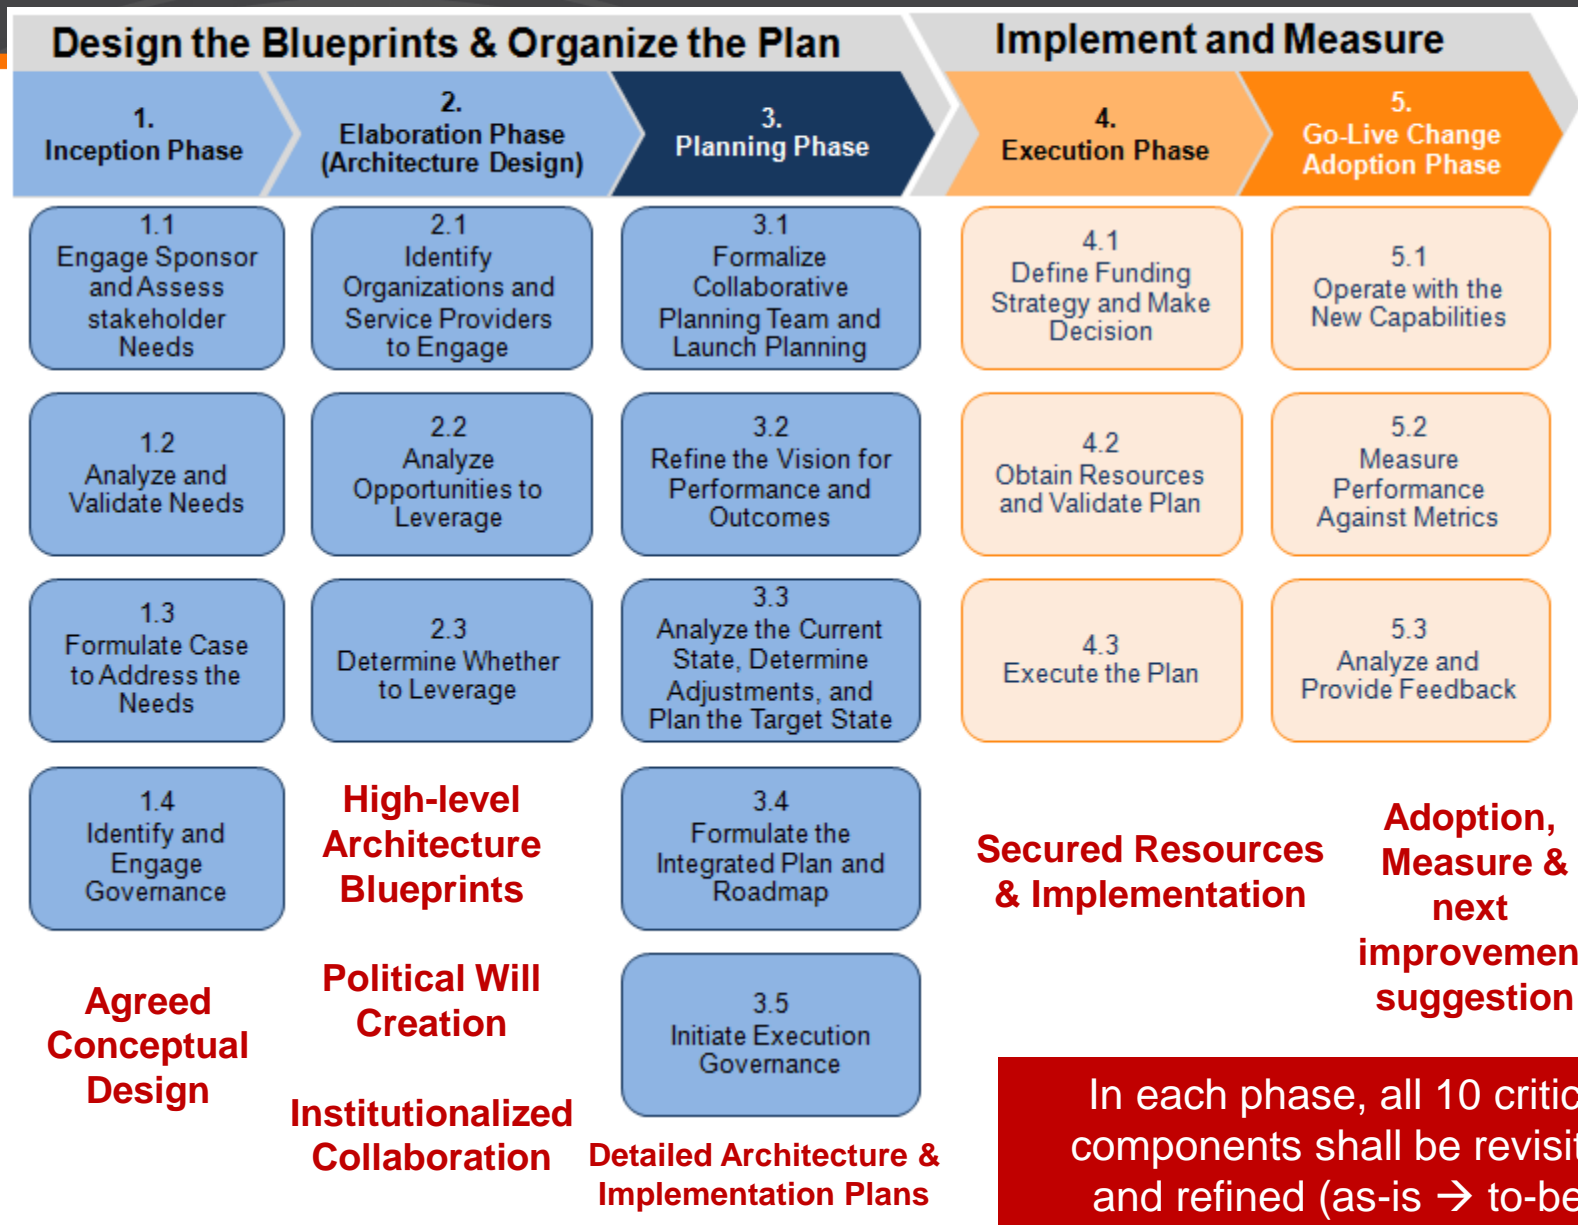 Design the Blueprints & Organize the Plan
Implement and Measure
1.
Inception Phase
2.
Elaboration Phase
(Architecture Design)
3.
Planning Phase
4.
Execution Phase
5.
Go-Live Change
Adoption Phase
1.1
Engage Sponsor
and Assess
stakeholder
Needs
1.2
Analyze and
Validate Needs
1.3
Formulate Case
to Address the
Needs
1.4
Identify and
Engage
Governance
Agreed
Conceptual
Design
2.1
Identify
Organizations and
Service Providers
to Engage
2.2
Analyze
Opportunities to
Leverage
2.3
Determine Whether
to Leverage
High-level
Architecture
Blueprints
Political Will
Creation
Institutionalized
Collaboration
3.1
Formalize
Collaborative
Planning Team and
Launch Planning
3.2
Refine the Vision for
Performance and
Outcomes
3.3
Analyze the Current
State, Determine
Adjustments, and
Plan the Target State
3.4
Formulate the
Integrated Plan and
Roadmap
3.5
Initiate Execution
Governance
Detailed Architecture &
Implementation Plans
4.1
Define Funding
Strategy and Make
Decision
4.2
Obtain Resources
and Validate Plan
4.3
Execute the Plan
Secured Resources
& Implementation
5.1
Operate with the
New Capabilities
5.2
Measure
Performance
Against Metrics
5.3
Analyze and
Provide Feedback
Adoption,
Measure &
next
improvemen
suggestion
In each phase, all 10 critic
components shall be revisit
and refined (as-is → to-be